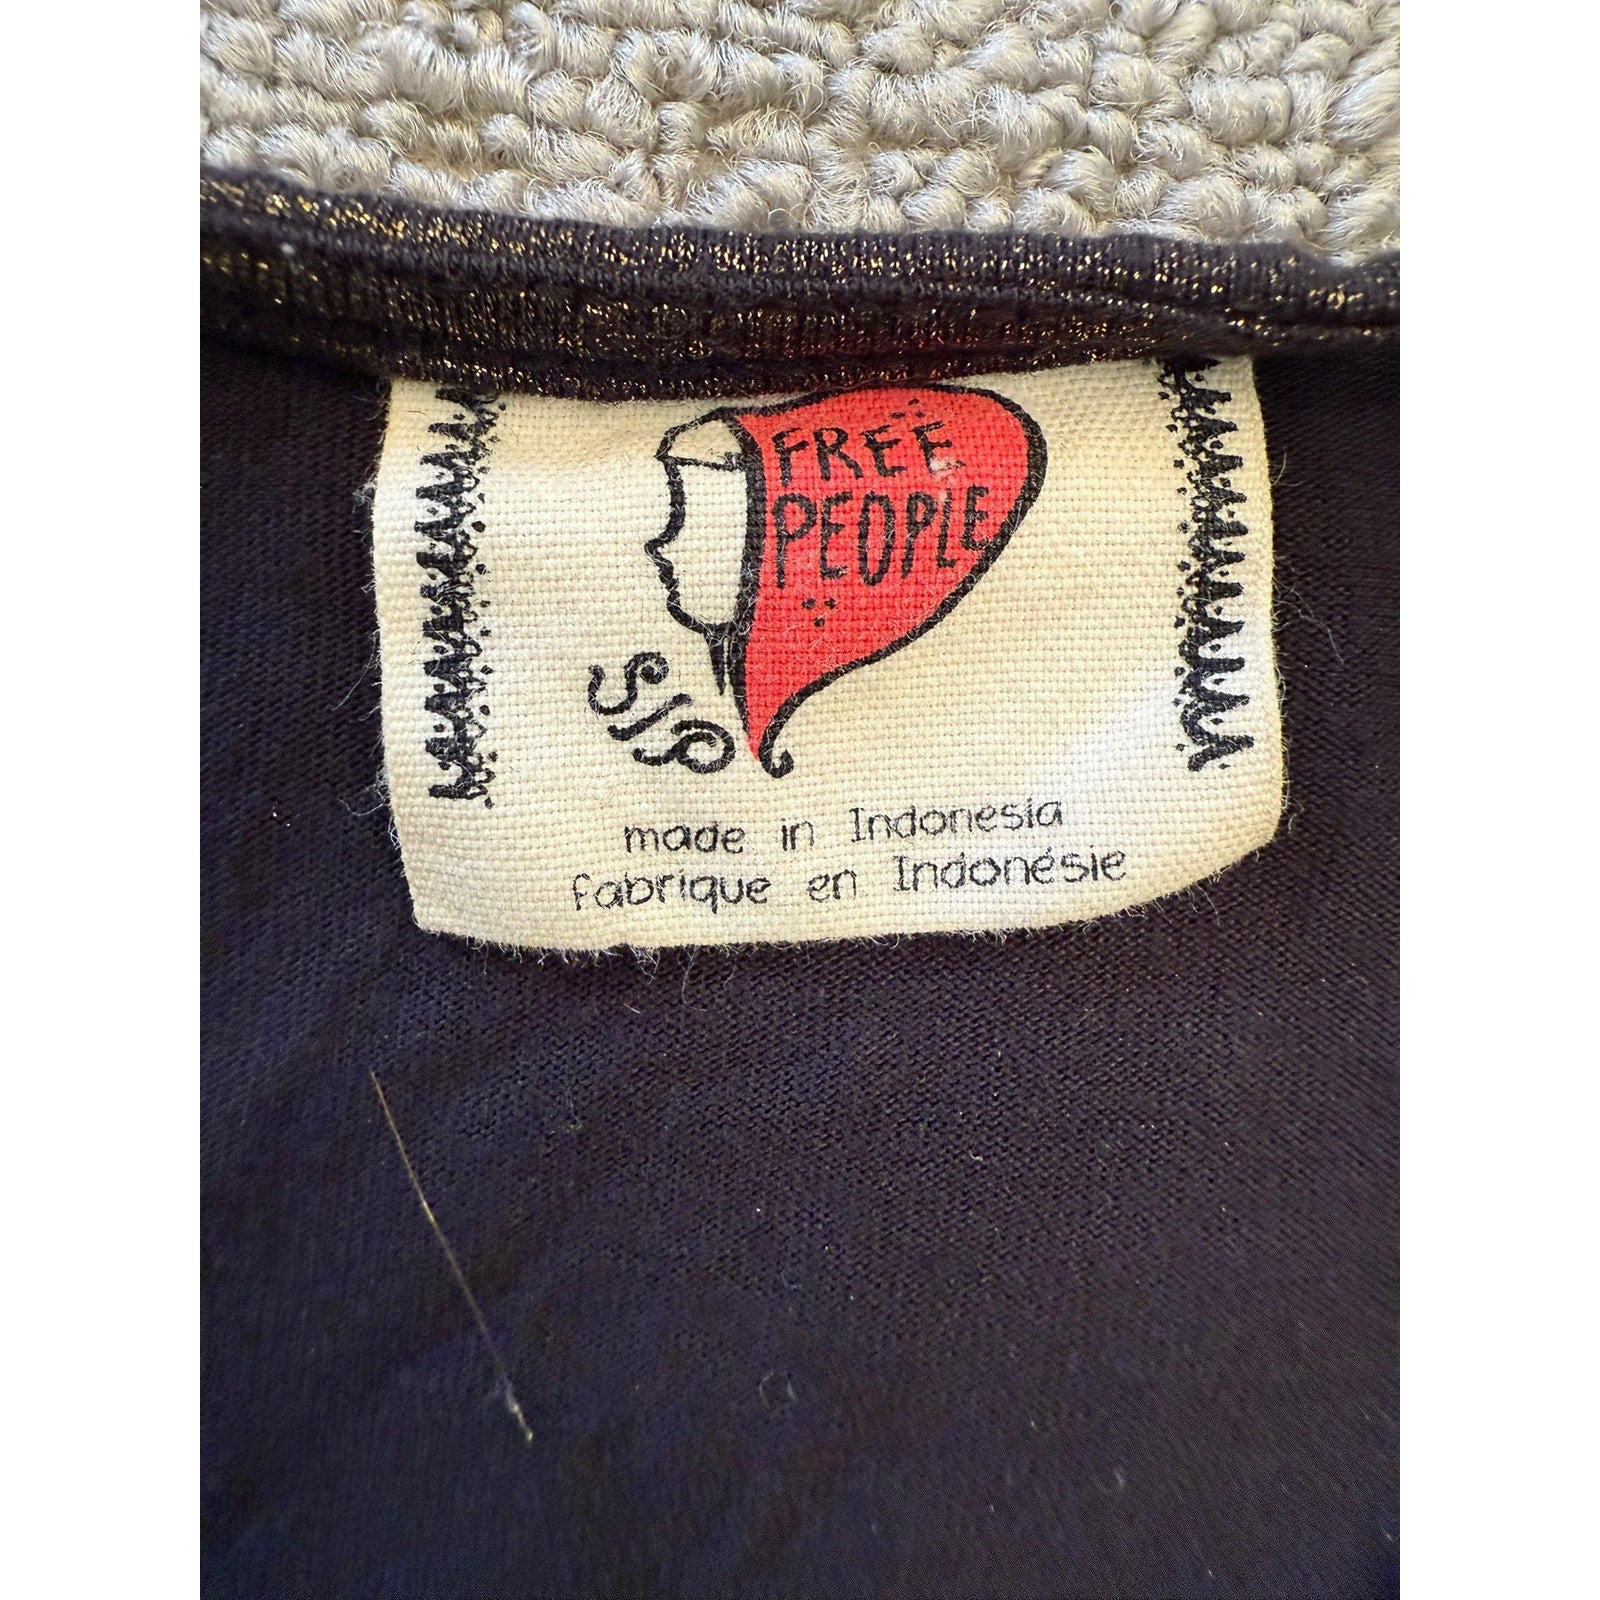 FREE
PEOPLE
S/P
made in Indonesia
fabrique en Indonésie